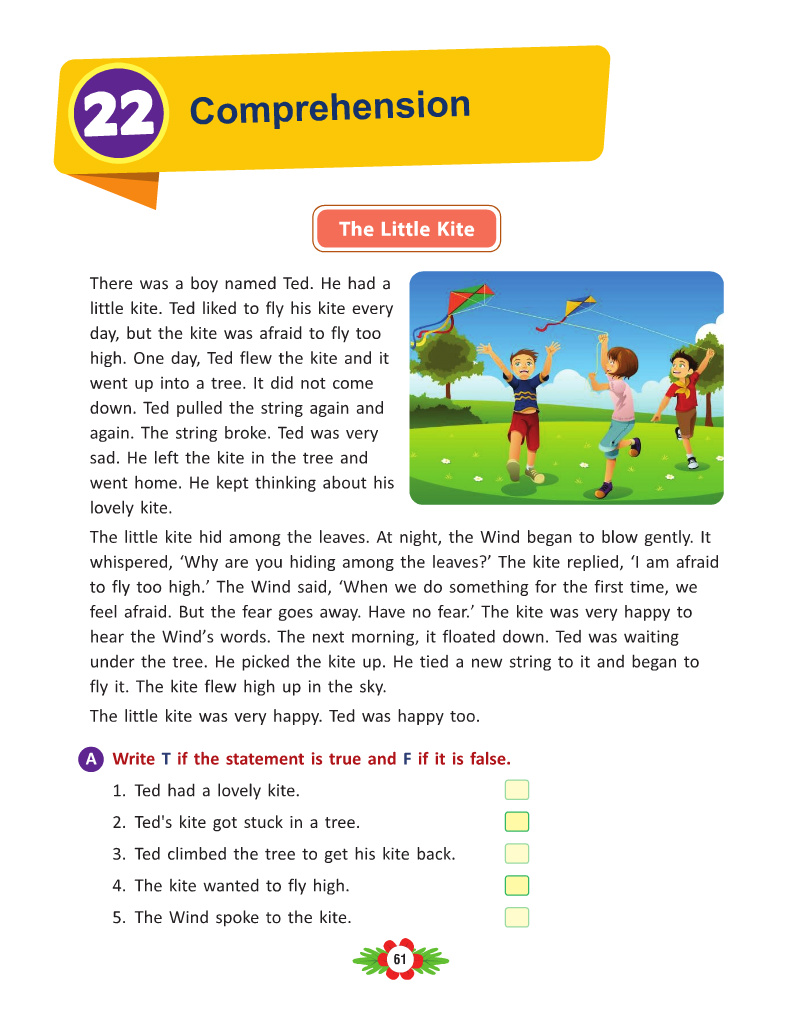 22
Comprehension
The Little Kite
There was a boy named Ted. He had a
little kite. Ted liked to fly his kite every
day, but the kite was afraid to fly too
high. One day, Ted flew the kite and it
went up into a tree. It did not come
down. Ted pulled the string again and
again. The string broke. Ted was very
sad. He left the kite in the tree and
went home. He kept thinking about his
lovely kite.
The little kite hid among the leaves. At night, the Wind began to blow gently. It
whispered, ‘Why are you hiding among the leaves?’ The kite replied, ‘I am afraid
to fly too high.’ The Wind said, ‘When we do something for the first time, we
feel afraid. But the fear goes away. Have no fear.’ The kite was very happy to
hear the Wind’s words. The next morning, it floated down. Ted was waiting
under the tree. He picked the kite up. He tied a new string to it and began to
fly it. The kite flew high up in the sky.
The little kite was very happy. Ted was happy too.
A Write T if the statement is true and F if it is false.
1. Ted had a lovely kite.
2. Ted's kite got stuck in a tree.
3. Ted climbed the tree to get his kite back.
4. The kite wanted to fly high.
5. The Wind spoke to the kite.
61